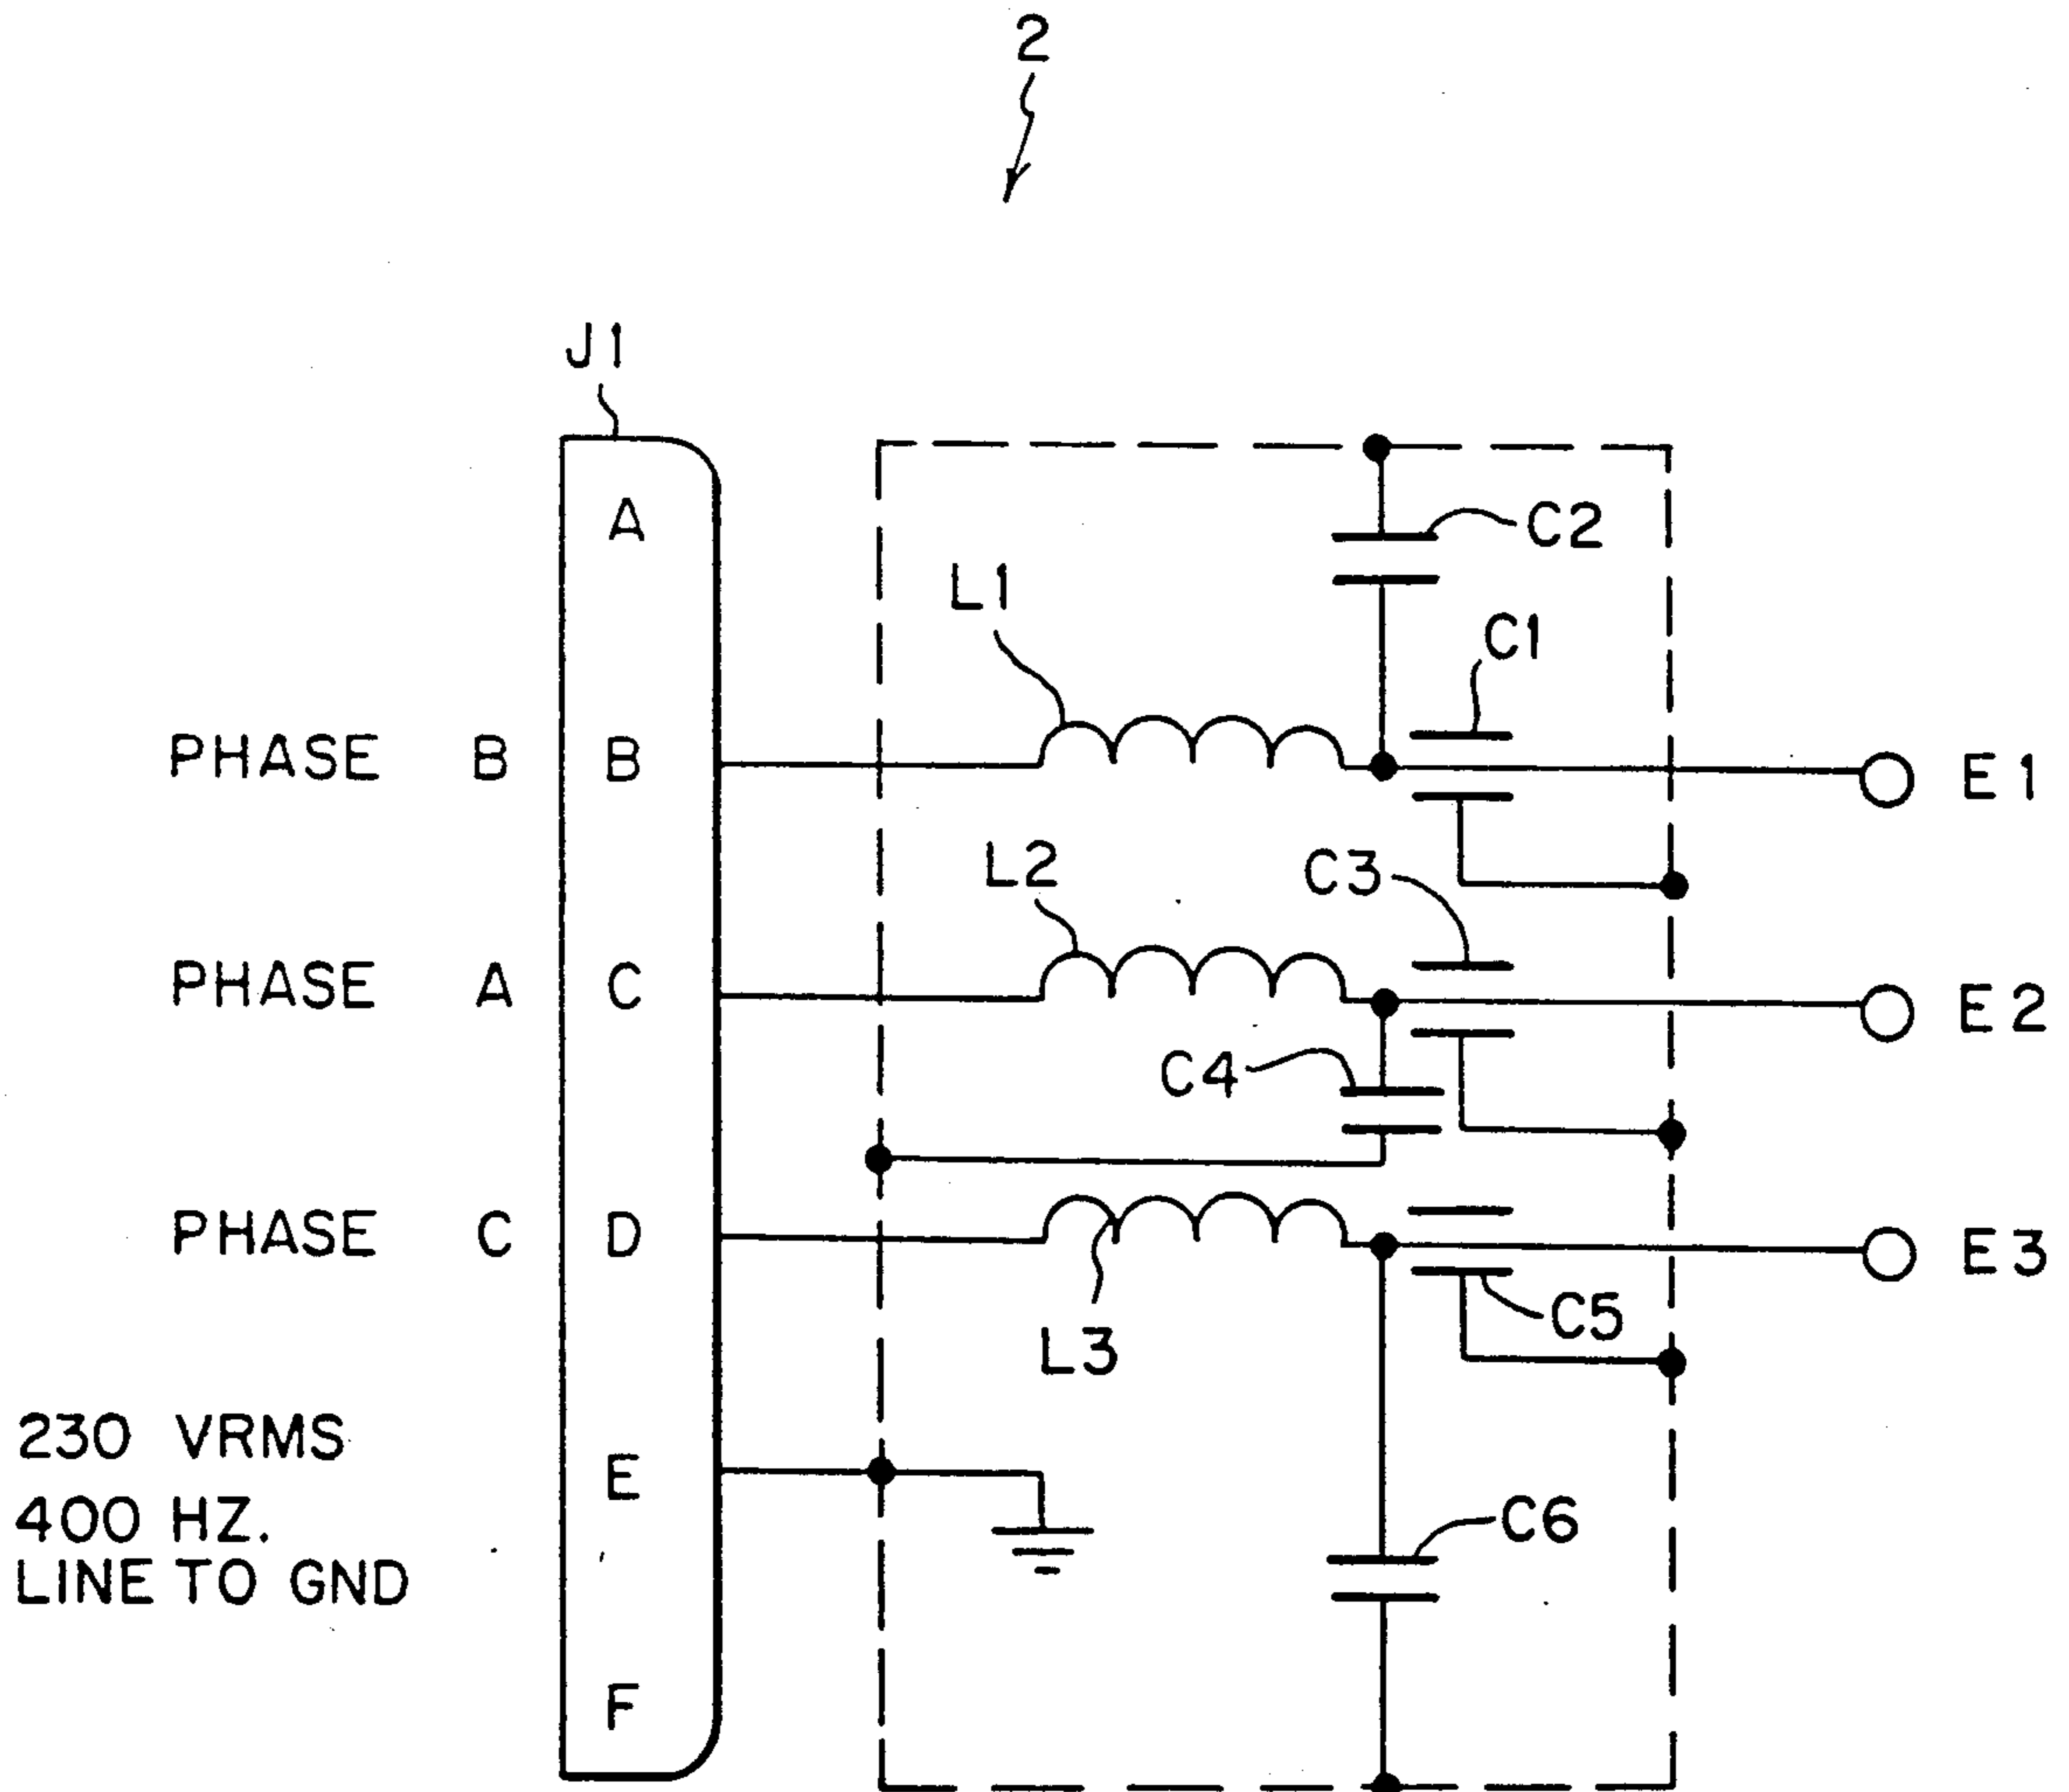 2
J1
A
C2
L1
C1
PHASE B B
E1
L2
C3
PHASE A C
E2
C4
PHASE C D
E3
C5
L3
230 VRMS
E
400 HZ.
C6
LINE TO GND
F